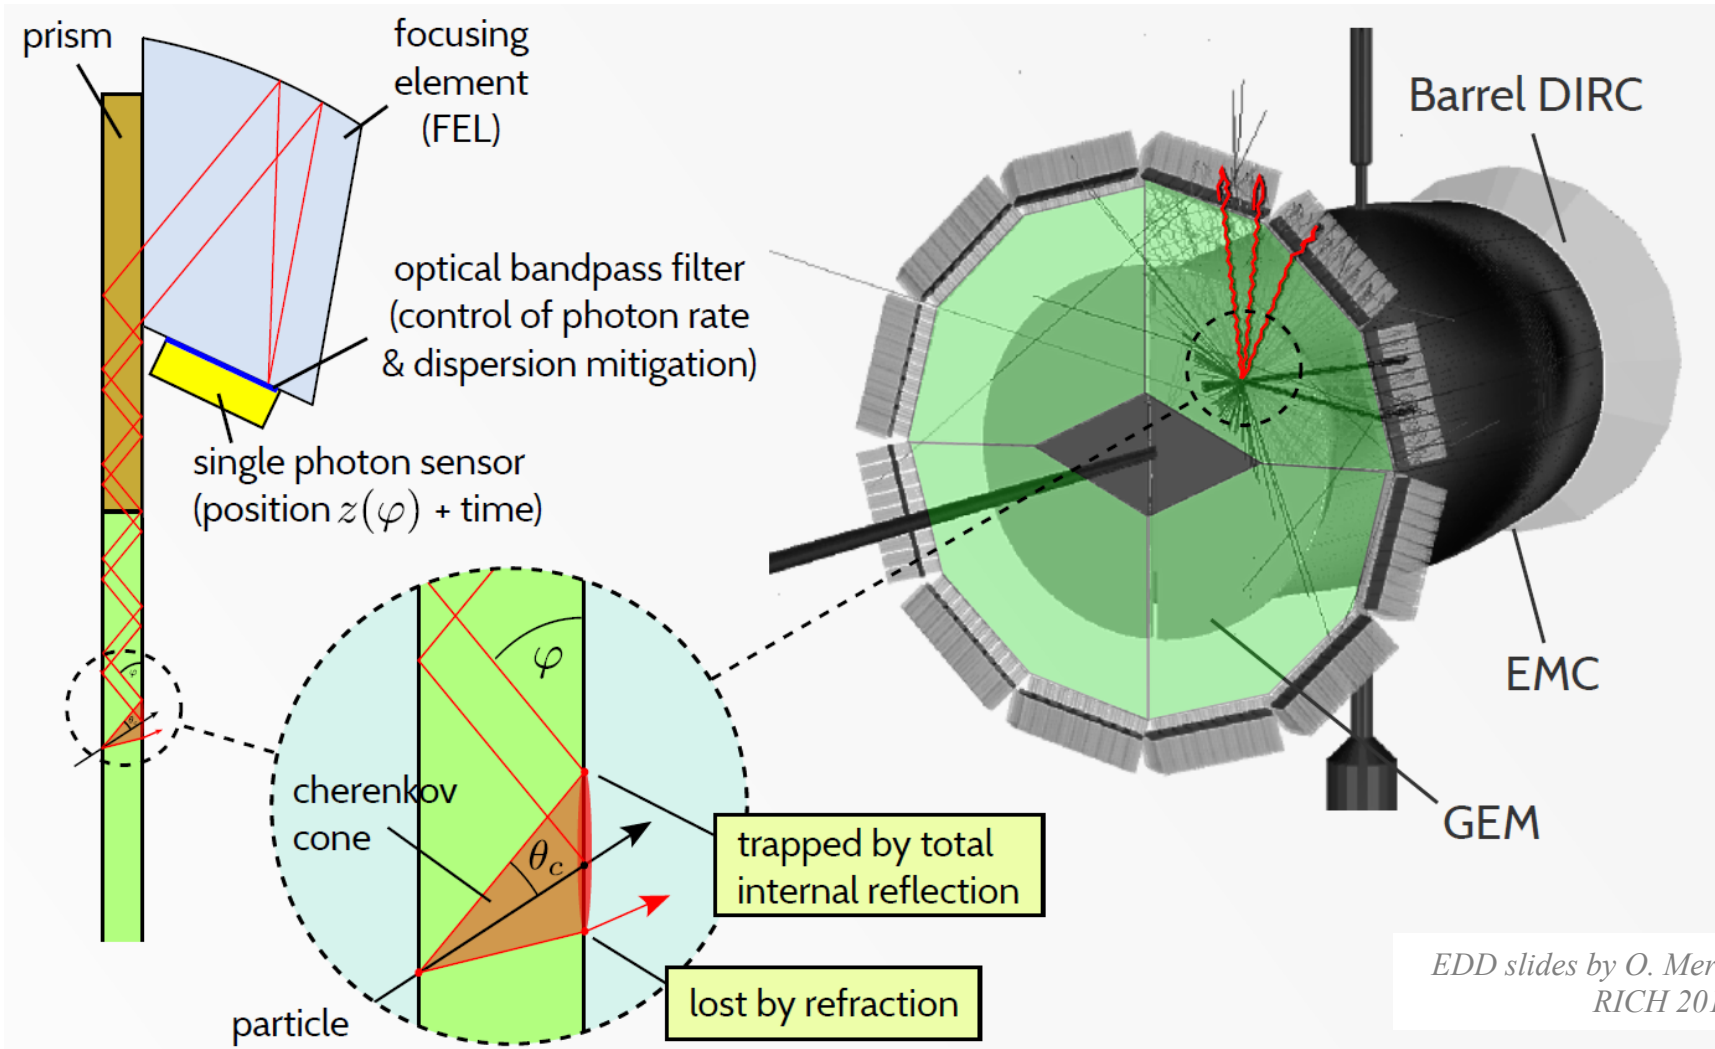 prism
focusing
element
(FEL)
optical bandpass filter
(control of photon rate
& dispersion mitigation)
single photon sensor
(position z(φ) + time)
φ
θc
φ
cherenkov
cone
θc
particle
trapped by total
internal reflection
lost by refraction
Barrel DIRC
EMC
GEM
EDD slides by O. Mer
RICH 201